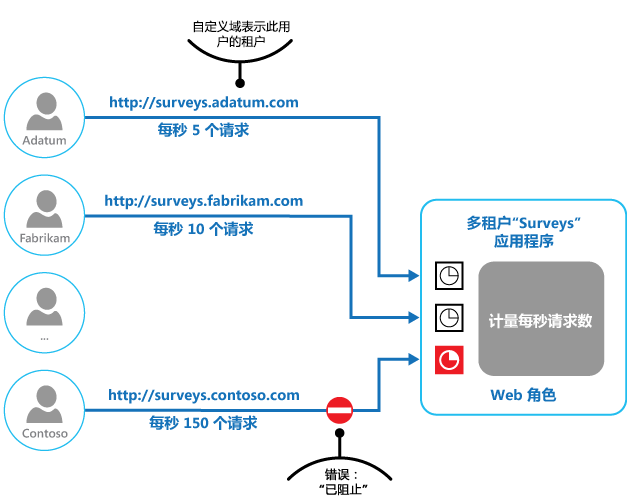 自定义域表示此用
户的租户
http://surveys.adatum.com
每秒 5 个请求
Adatum
http://surveys.fabrikam.com
每秒 10 个请求
Fabrikam
多租户“Surveys”
应用程序
计量每秒请求数
...
http://surveys.contoso.com
每秒 150 个请求
Contoso
Web 角色
错误：
“已阻止”